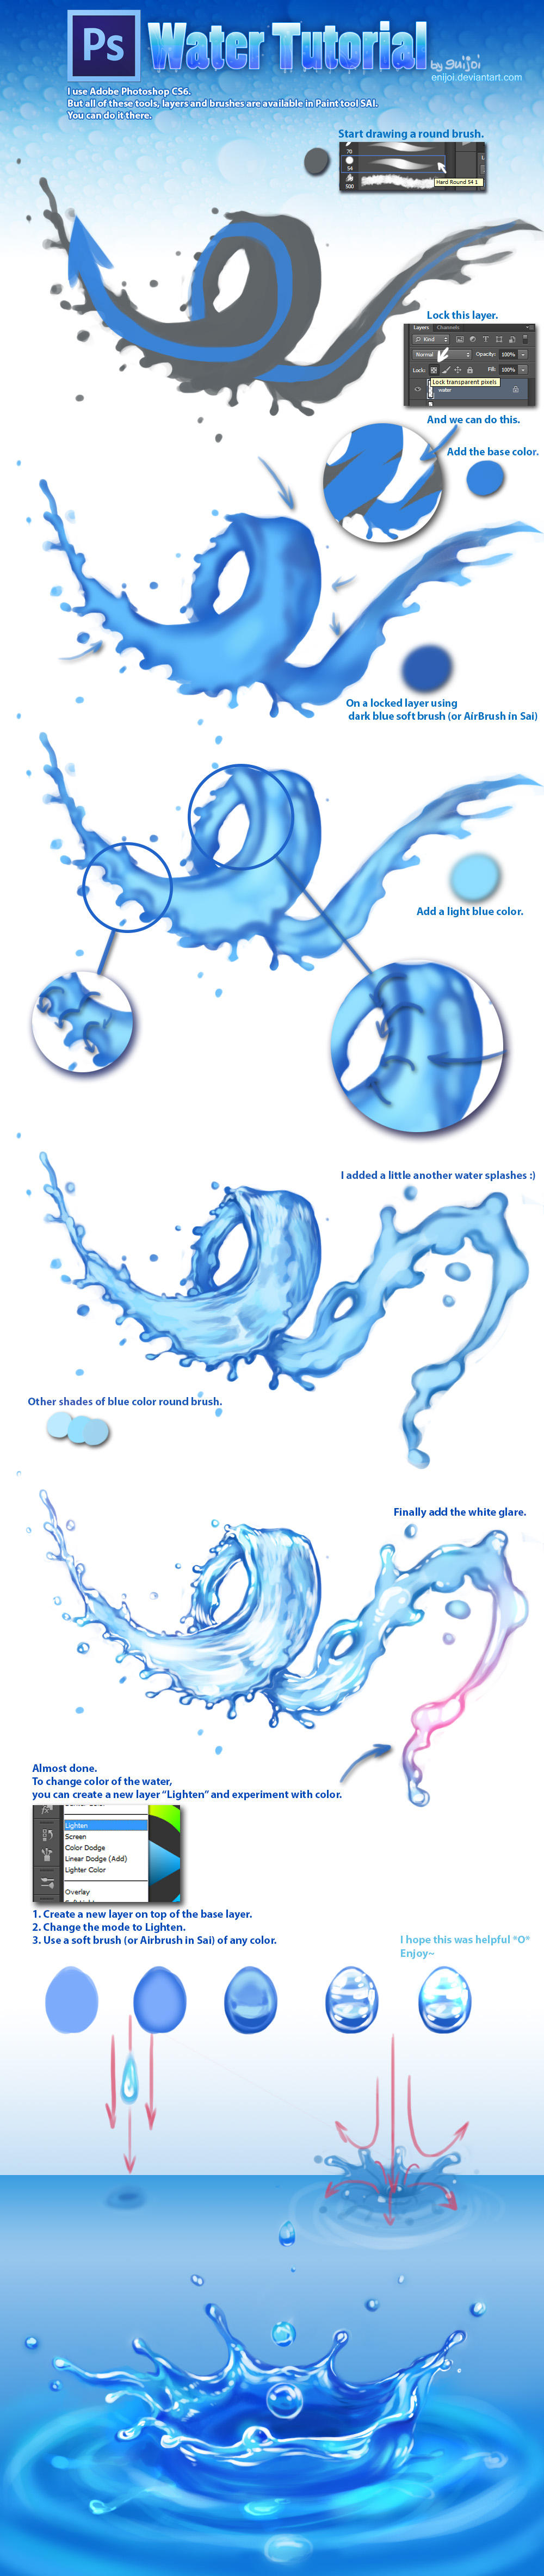 Ps
Water Tutorial
by enijoi
enijoi.deviantart.com
I use Adobe Photoshop CS6.
But all of these tools, layers and brushes are available in Paint tool SAI.
You can do it there.
Start drawing a round brush.
70
54
500
Hard Round 54 1
Lock this layer.
Layers Channels
Kind
Normal Opacity: 100%
Lock: Fill: 100%
Lock transparent pixels
water
And we can do this.
Add the base color.
On a locked layer using
dark blue soft brush (or AirBrush in Sai)
Add a light blue color.
I added a little another water splashes :)
Other shades of blue color round brush.
Finally add the white glare.
Almost done.
To change color of the water,
you can create a new layer “Lighten” and experiment with color.
Lighten
Screen
Color Dodge
Linear Dodge (Add)
Lighter Color
Overlay
1. Create a new layer on top of the base layer.
2. Change the mode to Lighten.
3. Use a soft brush (or Airbrush in Sai) of any color.
I hope this was helpful *O*
Enjoy~